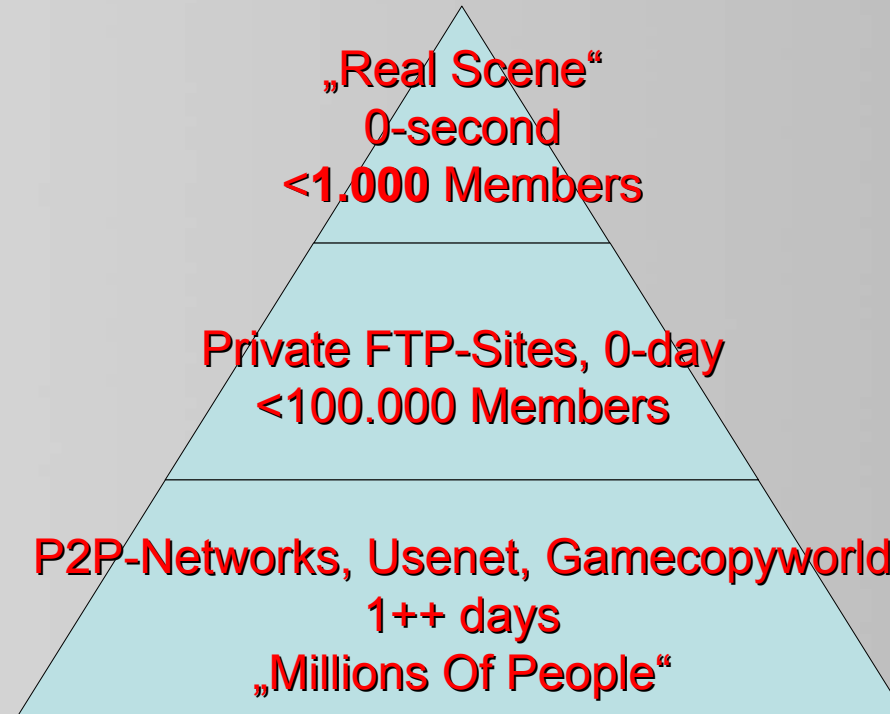 „Real Scene“
0-second
<1.000 Members
Private FTP-Sites, 0-day
<100.000 Members
P2P-Networks, Usenet, Gamecopyworld
1++ days
„Millions Of People“